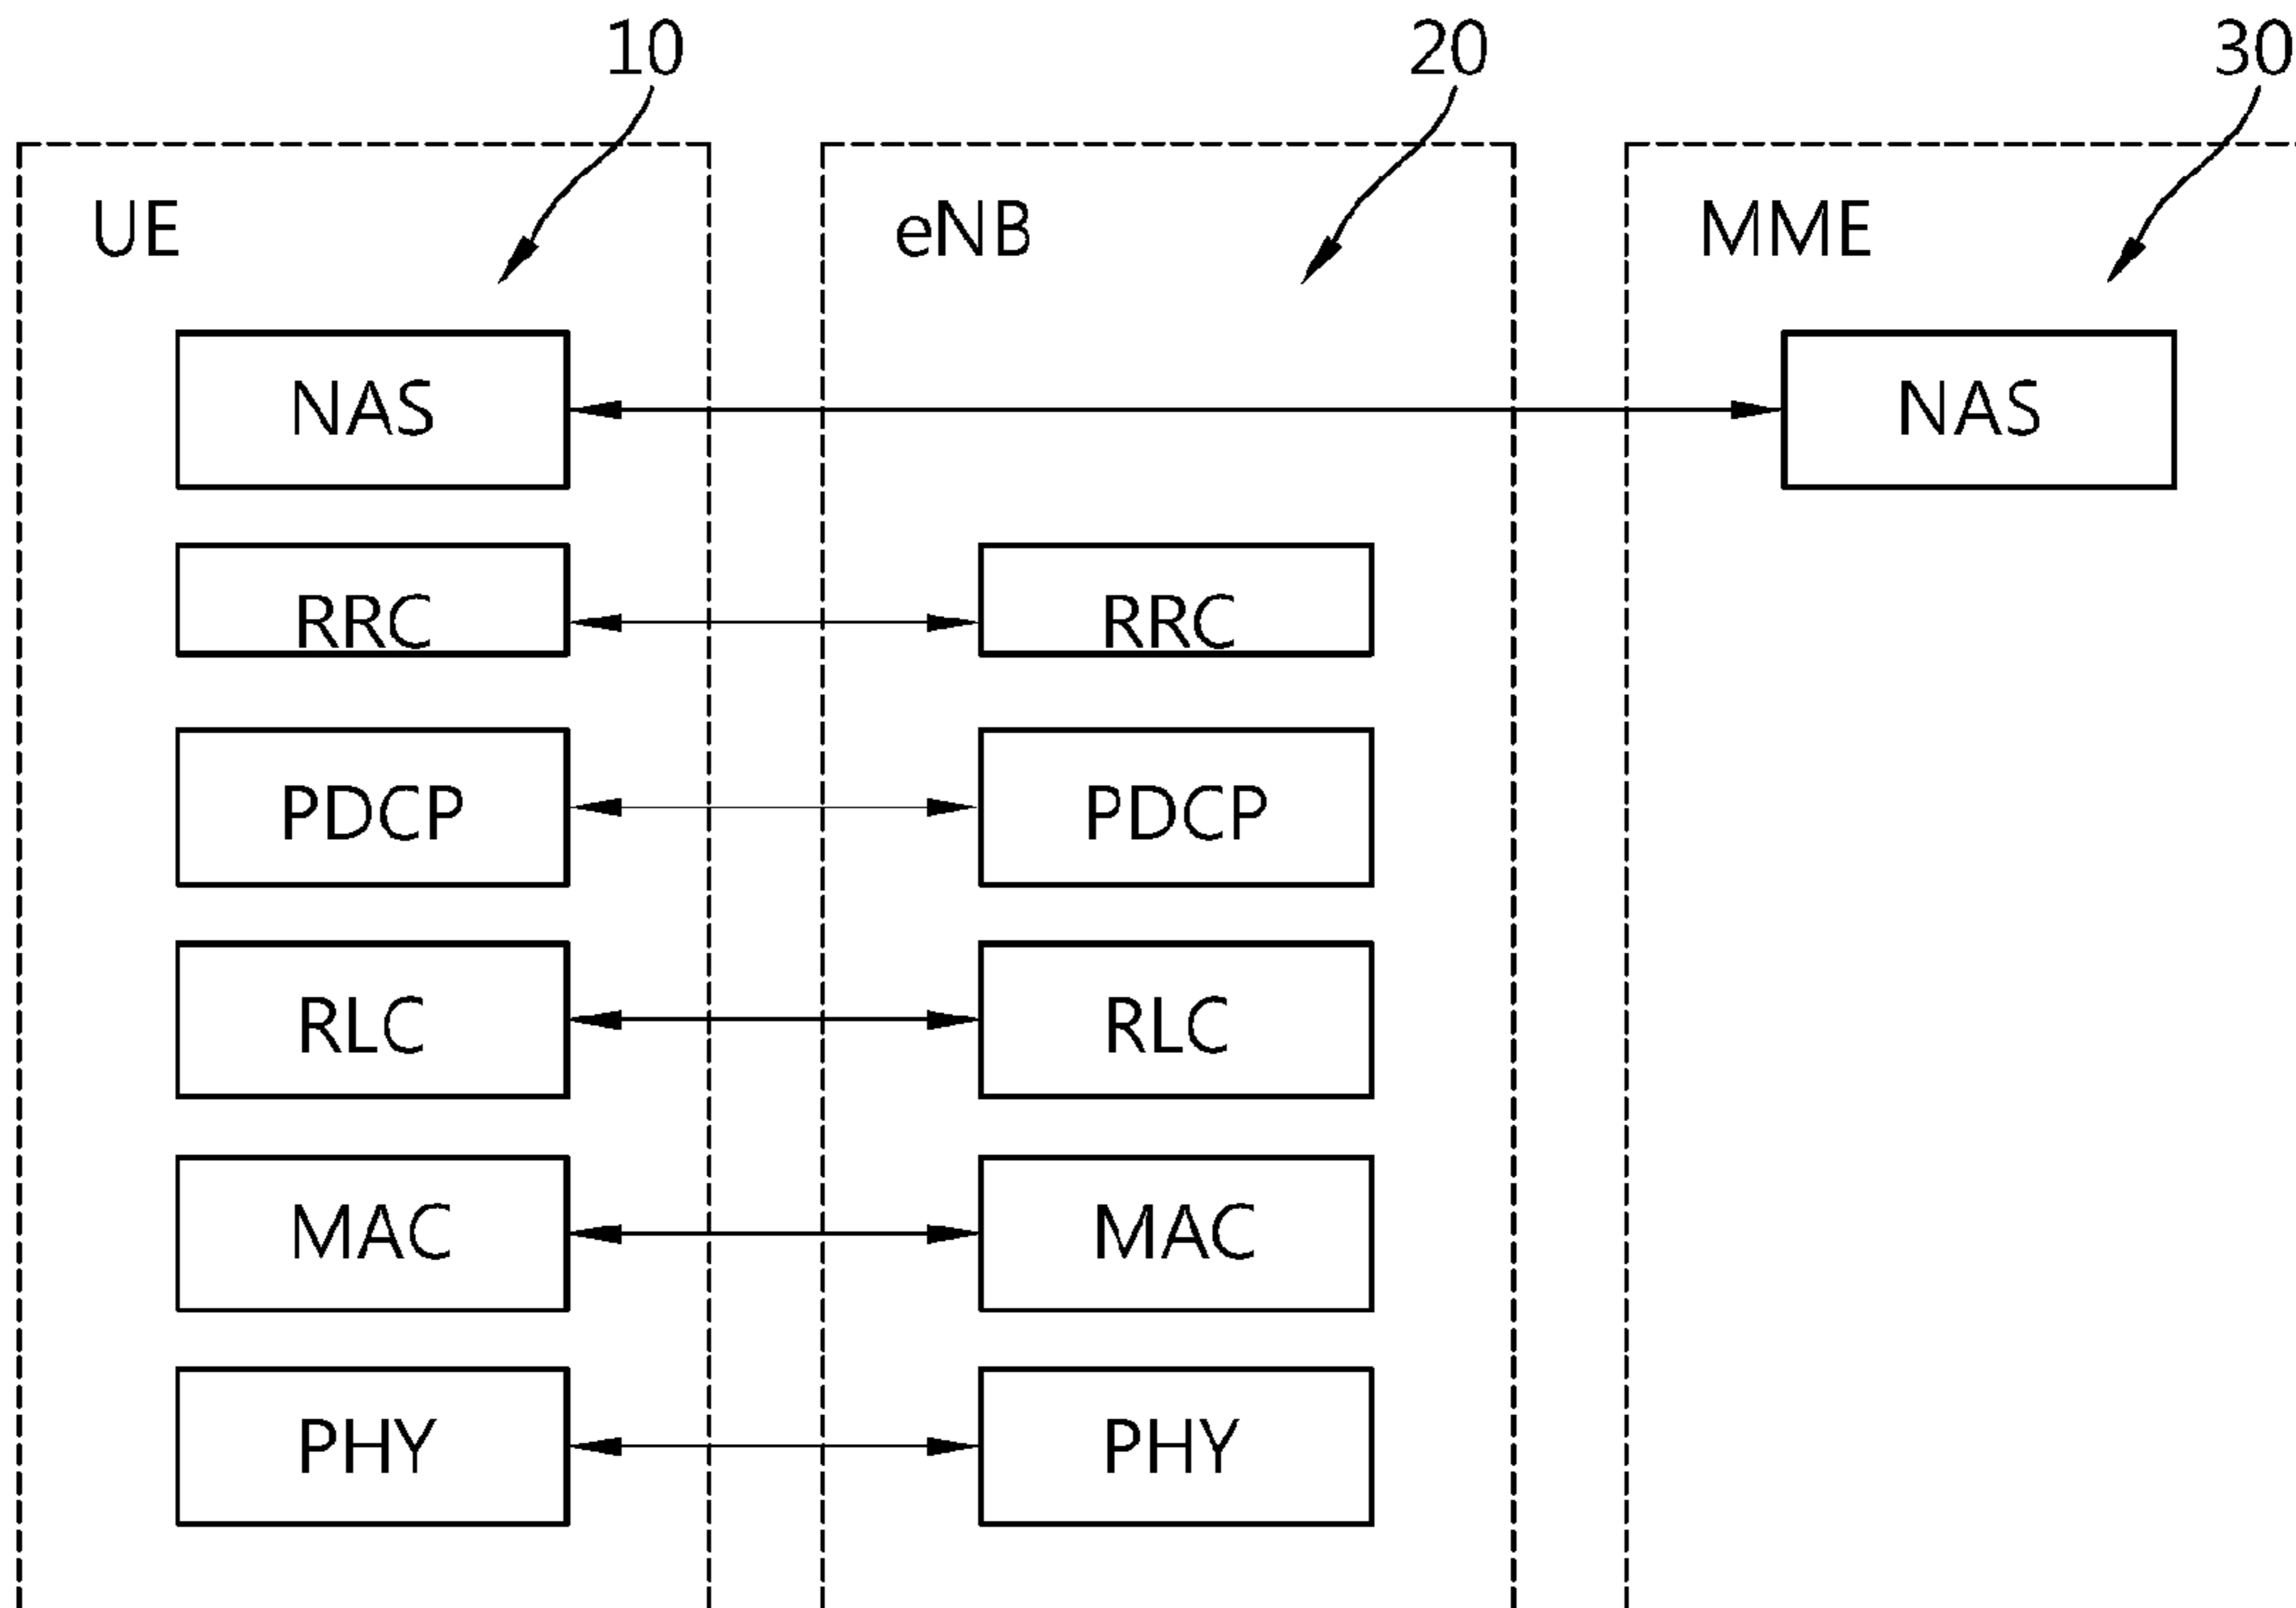 10 20 30
UE eNB MME
NAS NAS
RRC RRC
PDCP PDCP
RLC RLC
MAC MAC
PHY PHY